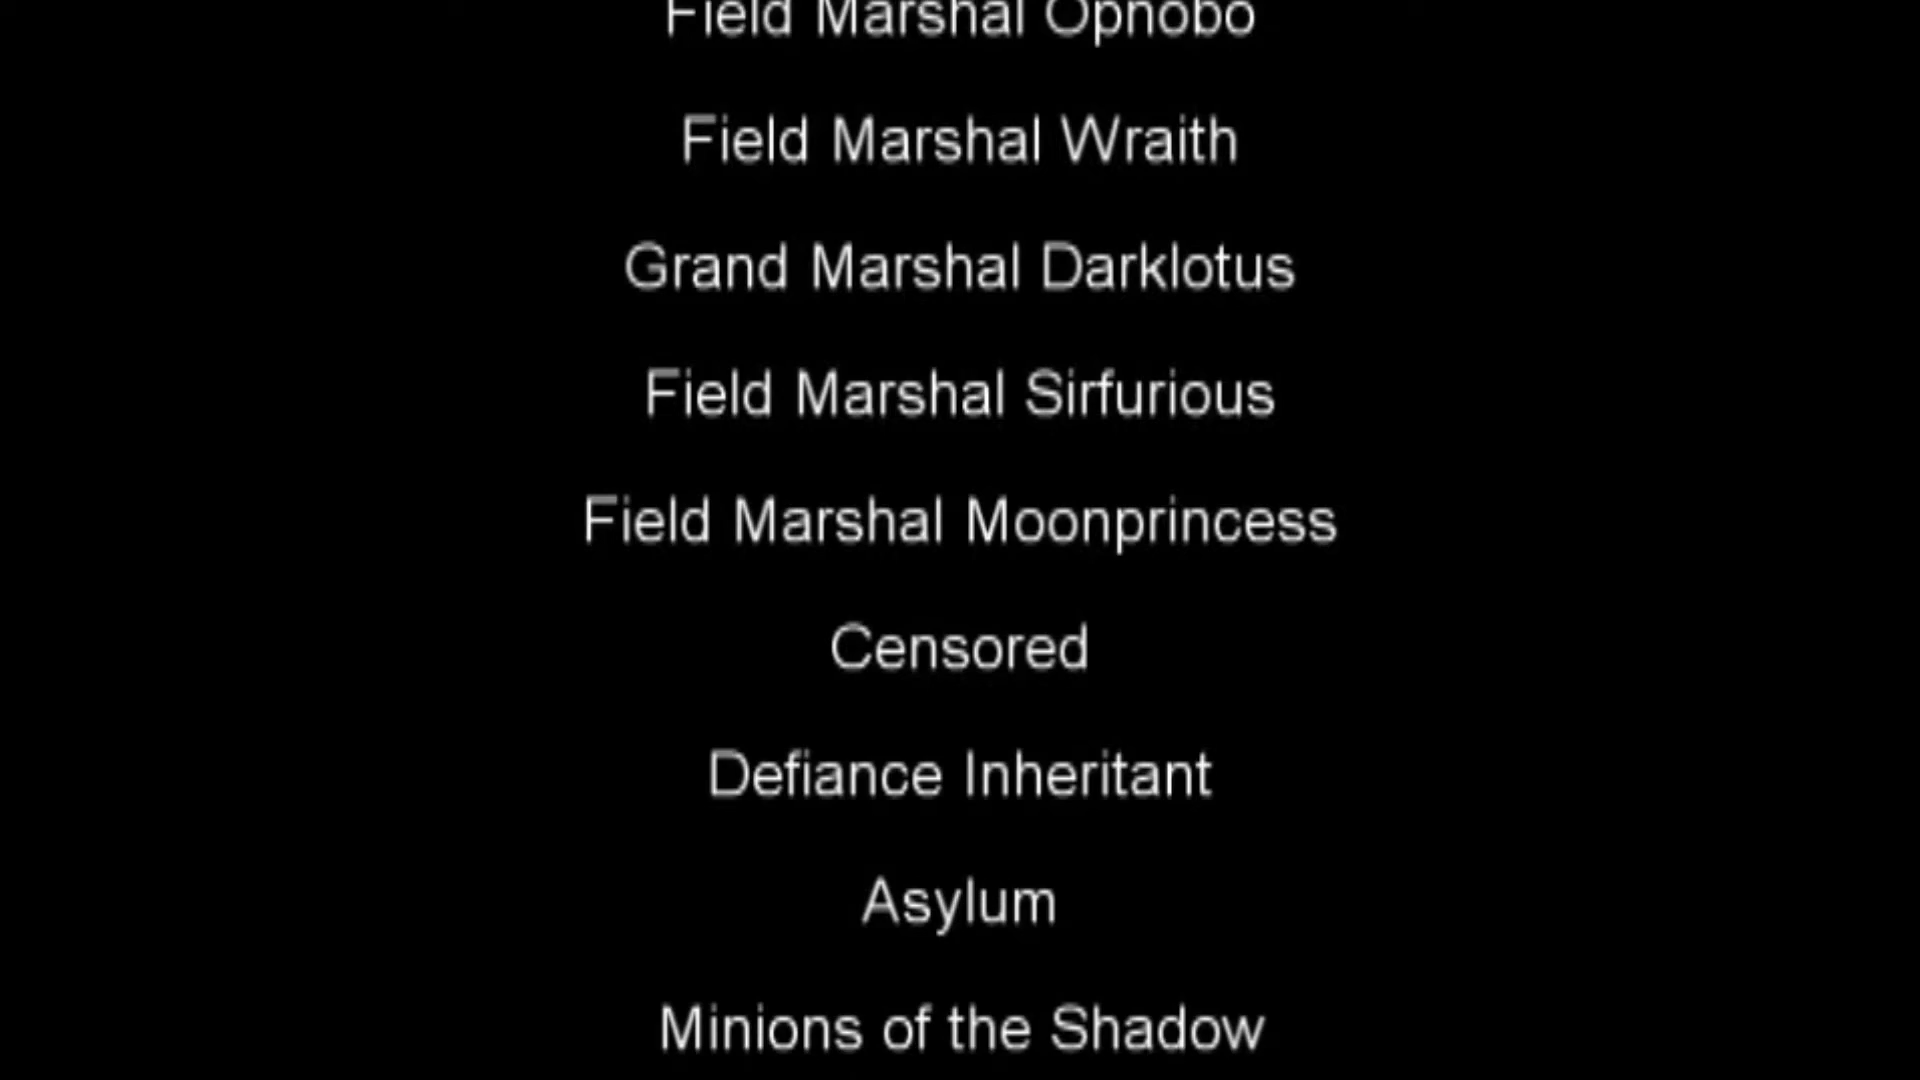 Field Marshal Ophobo
Field Marshal Wraith
Grand Marshal Darklotus
Field Marshal Sirfurious
Field Marshal Moonprincess
Censored
Defiance Inheritant
Asylum
Minions of the Shadow